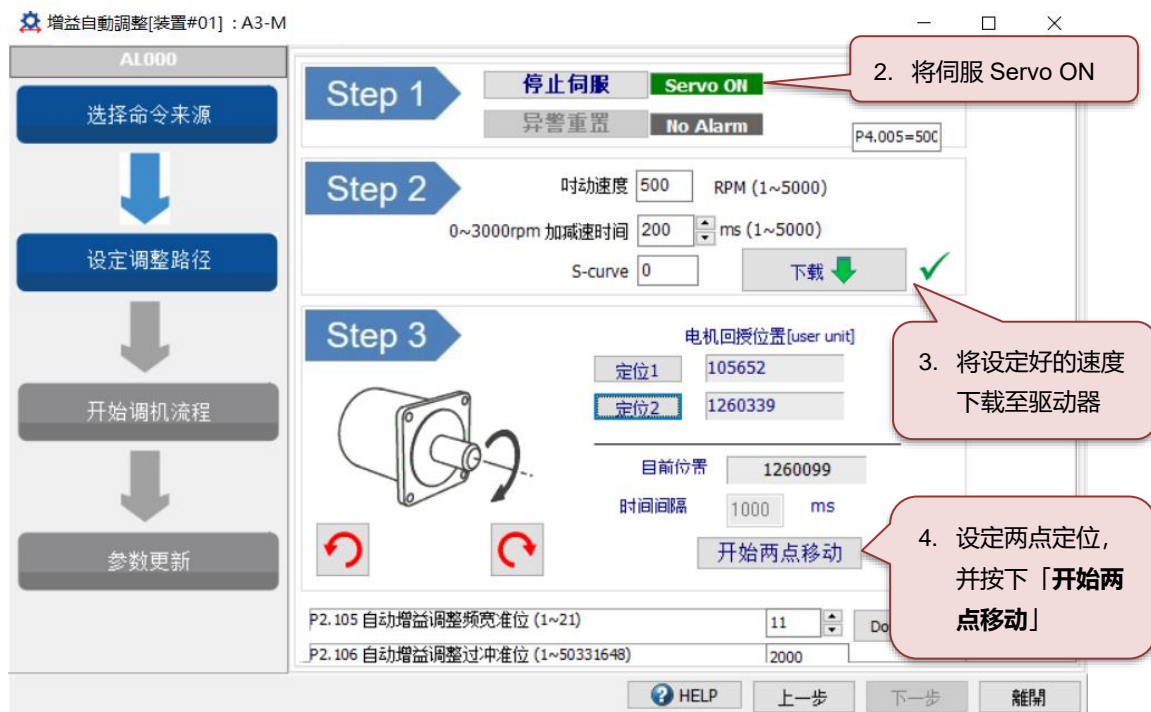 增益自動調整[装置#01] : A3-M
AL000
选择命令来源
设定调整路径
开始调机流程
参数更新
Step 1
停止伺服
Servo ON
异警重置
No Alarm
P4.005=500
2. 将伺服 Servo ON
Step 2
吋动速度 500 RPM (1~5000)
0~3000rpm 加减速时间 200 ms (1~5000)
S-curve 0
下载
3. 将设定好的速度
下载至驱动器
Step 3
电机回授位置[user unit]
定位1 105652
定位2 1260339
目前位置 1260099
时间间隔 1000 ms
开始两点移动
4. 设定两点定位,
并按下「开始两
点移动」
P2.105 自动增益调整频宽准位 (1~21) 11
Do
P2.106 自动增益调整过冲准位 (1~50331648) 2000
HELP
上一步
下一步
離開